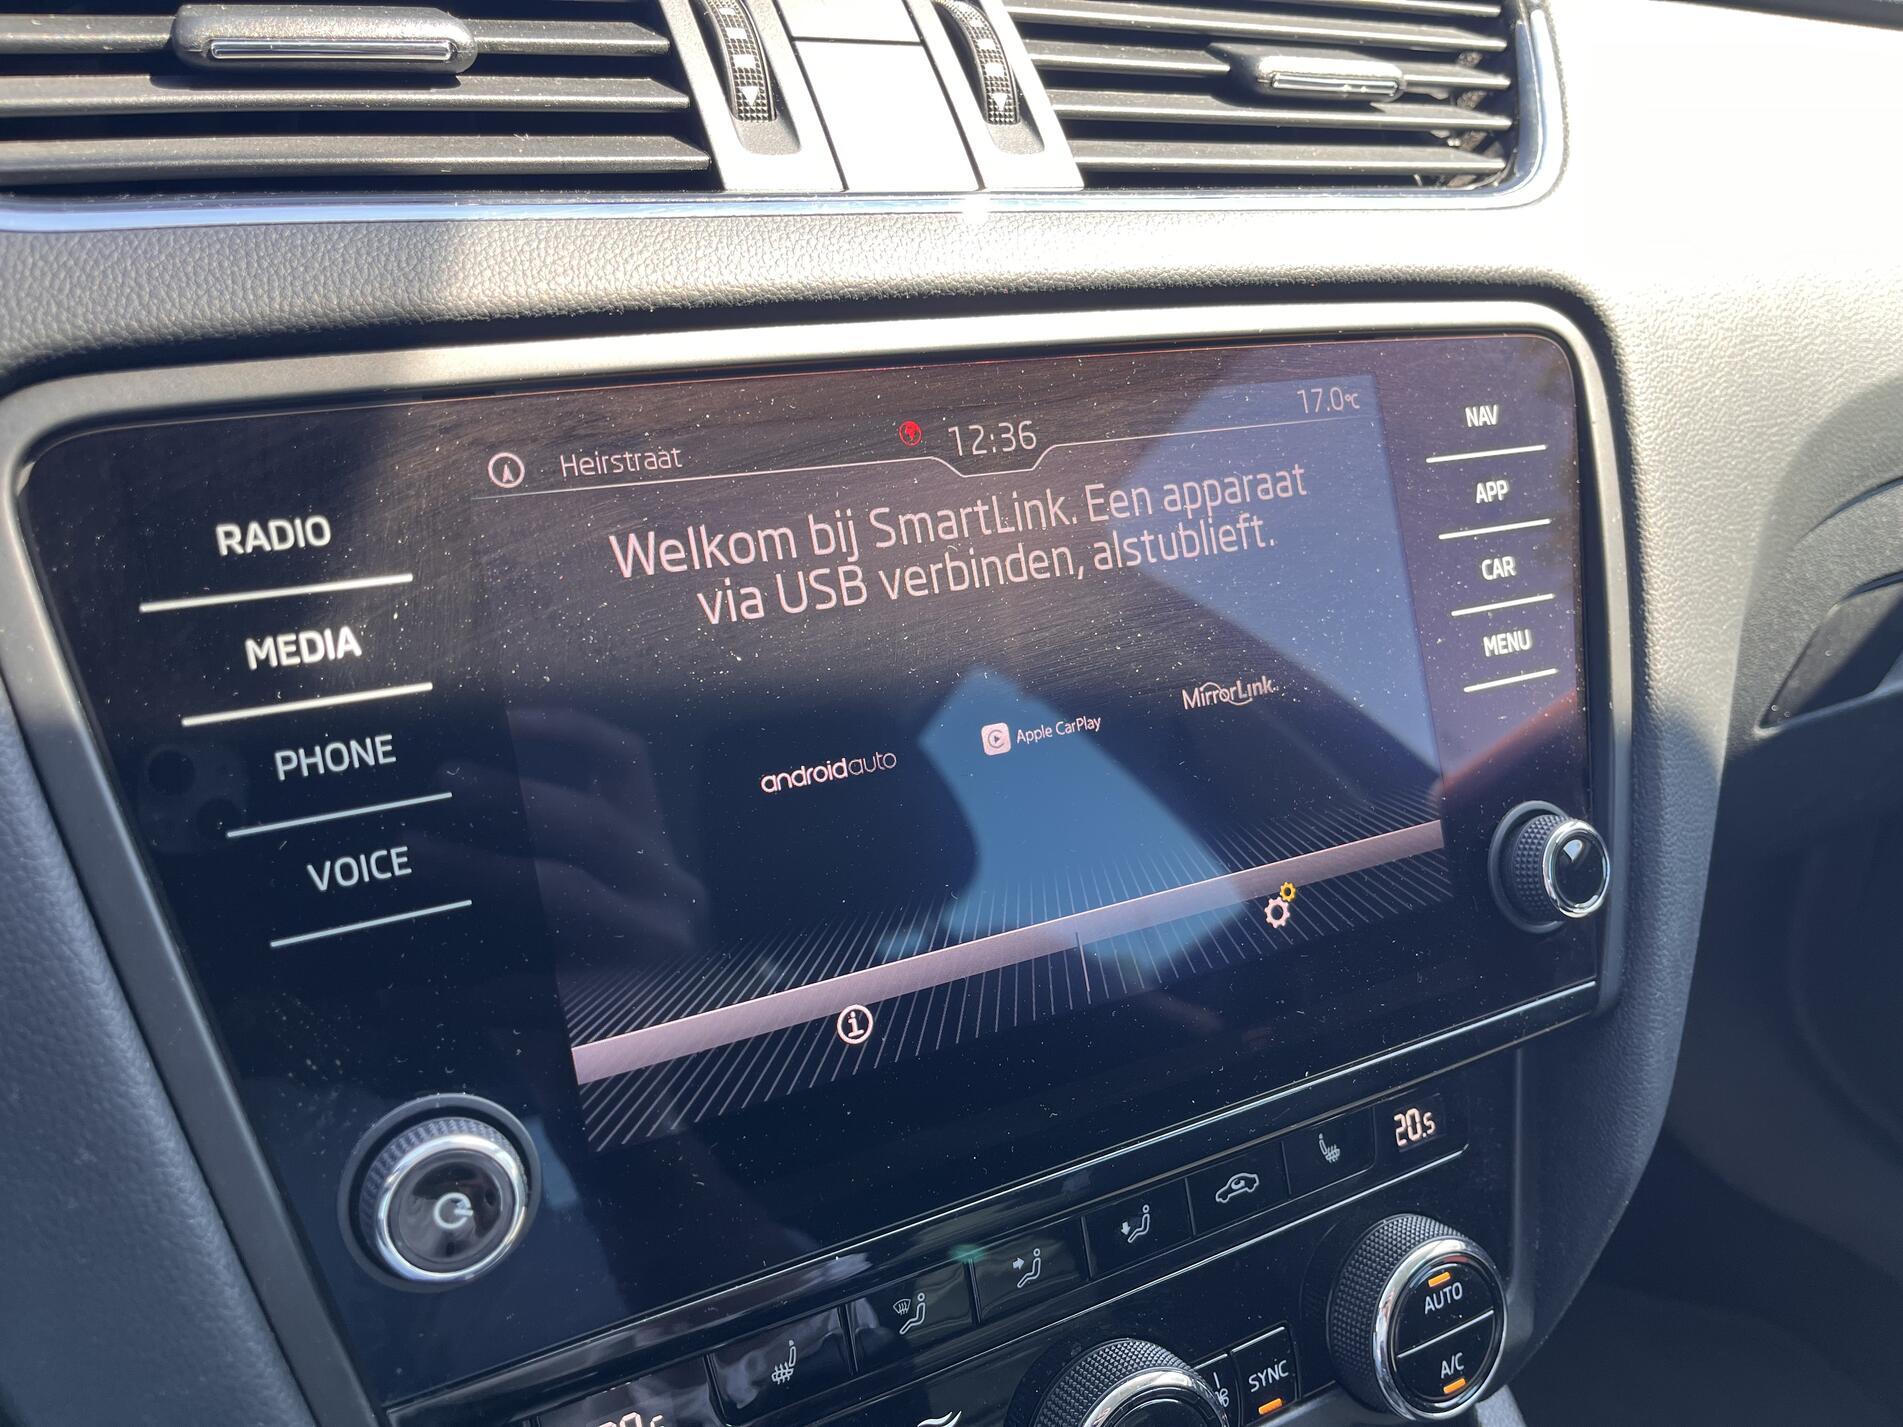 Heirstraat
12:36
17.0°C
Welkom bij SmartLink. Een apparaat
via USB verbinden, alstublieft.
androidauto
Apple CarPlay
MirrorLink
RADIO
MEDIA
PHONE
VOICE
NAV
APP
CAR
MENU
20.5
AUTO
A/C
SYNC